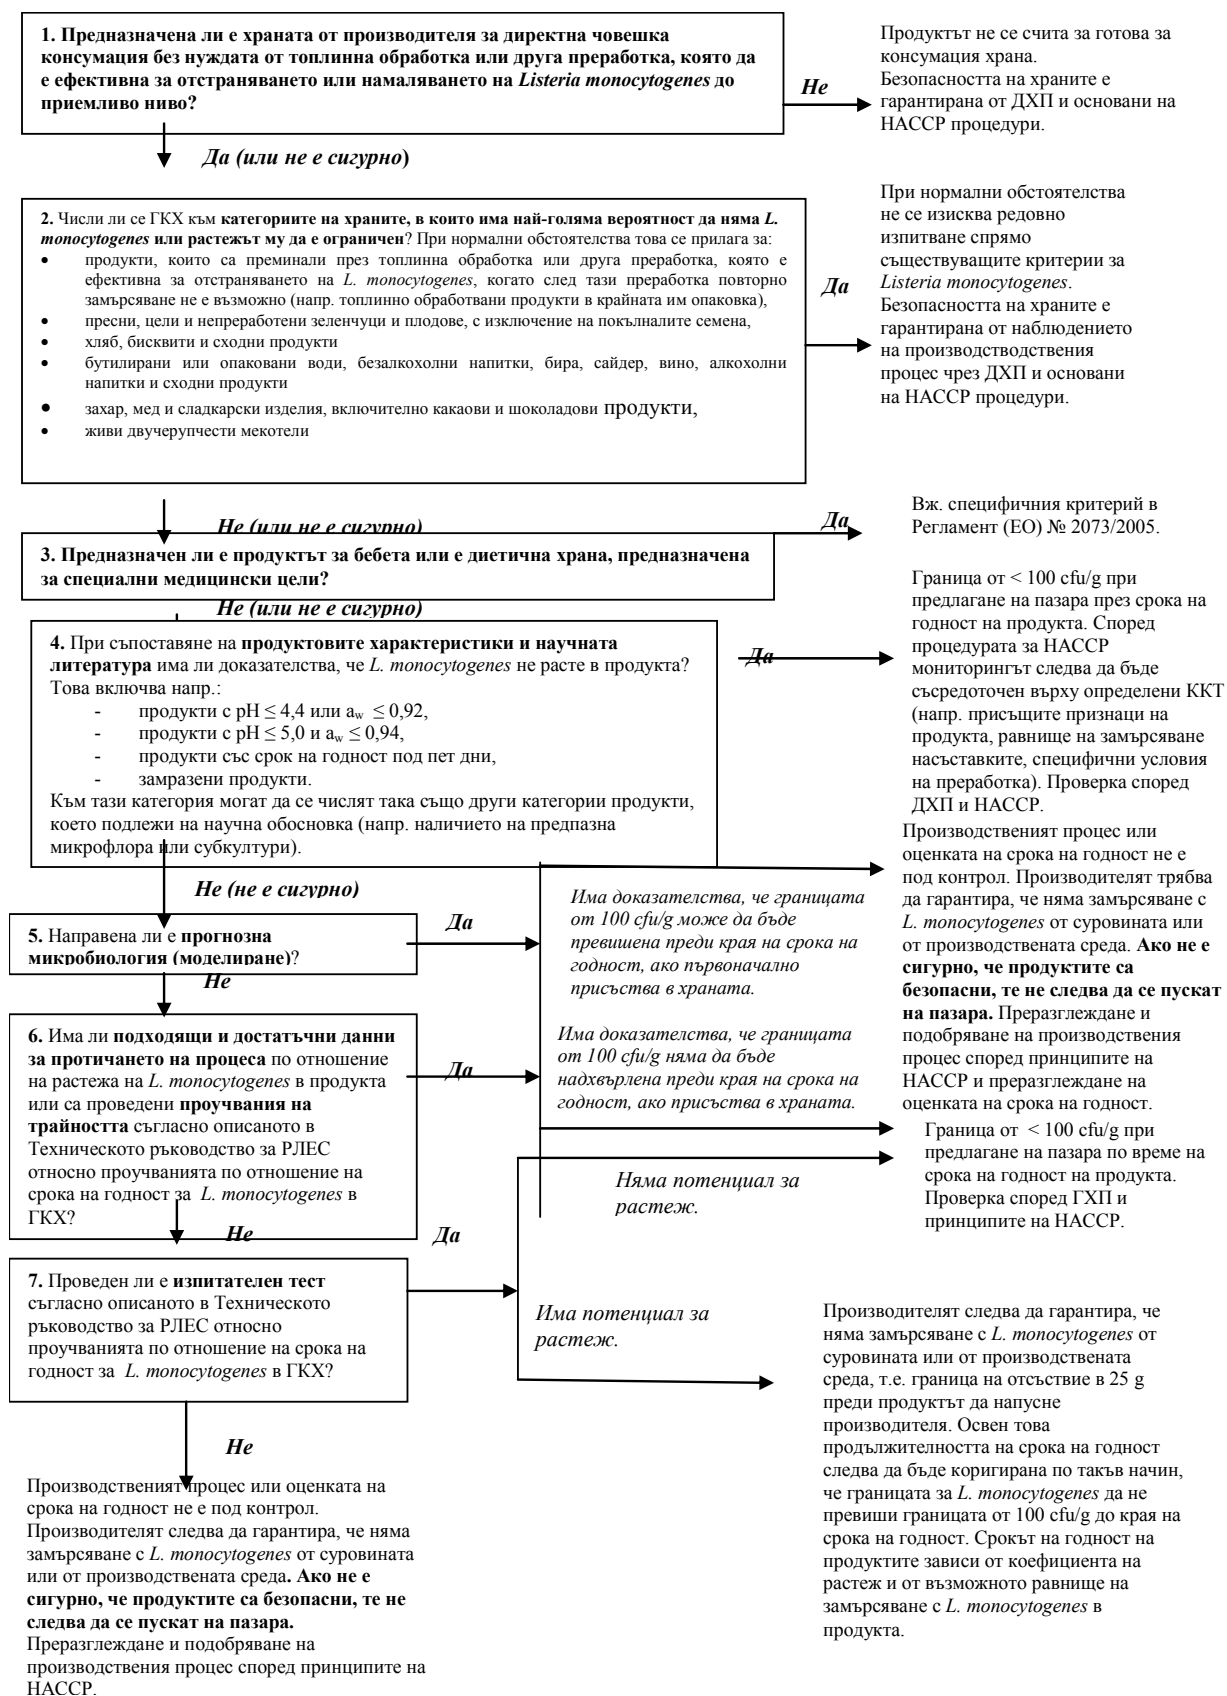 1. Предназначена ли е храната от производителя за директна човешка
консумация без нуждата от топлинна обработка или друга преработка, която да
е ефективна за отстраняването или намаляването на Listeria monocytogenes до
приемливо ниво?
Не
Продуктът не се счита за готова за
консумация храна.
Безопасността на храните е
гарантирана от ДХП и основани на
НАССР процедури.
Да (или не е сигурно)
2. Числи ли се ГКХ към категориите на храните, в които има най-голяма вероятност да няма L.
monocytogenes или растежът му да е ограничен? При нормални обстоятелства това се прилага за:
• продукти, които са преминали през топлинна обработка или друга преработка, която е
ефективна за отстраняването на L. monocytogenes, когато след тази преработка повторно
замърсяване не е възможно (напр. топлинно обработвани продукти в крайната им опаковка),
• пресни, цели и непреработени зеленчуци и плодове, с изключение на покълналите семена,
• хляб, бисквити и сходни продукти
• бутилирани или опаковани води, безалкохолни напитки, бира, сайдер, вино, алкохолни
напитки и сходни продукти
• захар, мед и сладкарски изделия, включително какаови и шоколадови продукти,
• живи двучерупчести мекотели
Да
При нормални обстоятелства
не се изисква редовно
изпитване спрямо
съществуващите критерии за
Listeria monocytogenes.
Безопасността на храните е
гарантирана от наблюдението
на производстводствения
процес чрез ДХП и основани
на НАССР процедури.
Не (или не е сигурно)
3. Предназначен ли е продуктът за бебета или е диетична храна, предназначена
за специални медицински цели?
Да
Вж. специфичния критерий в
Регламент (ЕО) № 2073/2005.
Не (или не е сигурно)
4. При съпоставяне на продуктовите характеристики и научната
литература има ли доказателства, че L. monocytogenes не расте в продукта?
Това включва напр.:
- продукти с pH ≤ 4,4 или aw ≤ 0,92,
- продукти с pH ≤ 5,0 и aw ≤ 0,94,
- продукти със срок на годност под пет дни,
- замразени продукти.
Към тази категория могат да се числят така също други категории продукти,
което подлежи на научна обосновка (напр. наличието на предпазна
микрофлора или субкултури).
Да
Граница от < 100 cfu/g при
предлагане на пазара през срока на
годност на продукта. Според
процедурата за НАССР
мониторингът следва да бъде
съсредоточен върху определени ККТ
(напр. присъщите признаци на
продукта, равнище на замърсяване
насъставките, специфични условия
на преработка). Проверка според
ДХП и НАССР.
Не (не е сигурно)
5. Направена ли е прогнозна
микробиология (моделиране)?
Да
Има доказателства, че границата
от 100 cfu/g може да бъде
превишена преди края на срока на
годност, ако първоначално
присъства в храната.
Производственият процес или
оценката на срока на годност не е
под контрол. Производителят трябва
да гарантира, че няма замърсяване с
L. monocytogenes от суровината или
от производствената среда. Ако не е
сигурно, че продуктите са
безопасни, те не следва да се пускат
на пазара. Преразглеждане и
подобряване на производствения
процес според принципите на
НАССР и преразглеждане на
оценката на срока на годност.
Не
6. Има ли подходящи и достатъчни данни
за протичането на процеса по отношение
на растежа на L. monocytogenes в продукта
или са проведени проучвания на
трайността съгласно описаното в
Техническото ръководство за РЛЕС
относно проучванията по отношение на
срока на годност за L. monocytogenes в
ГКХ?
Да
Има доказателства, че границата
от 100 cfu/g няма да бъде
надхвърлена преди края на срока на
годност, ако присъства в храната.
Граница от < 100 cfu/g при
предлагане на пазара по време на
срока на годност на продукта.
Проверка според ГХП и
принципите на НАССР.
Няма потенциал за
растеж.
Не
Да
7. Проведен ли е изпитателен тест
съгласно описаното в Техническото
ръководство за РЛЕС относно
проучванията по отношение на срока на
годност за L. monocytogenes в ГКХ?
Има потенциал за
растеж.
Производителят следва да гарантира, че
няма замърсяване с L. monocytogenes от
суровината или от производствената
среда, т.е. граница на отсъствие в 25 g
преди продуктът да напусне
производителя. Освен това
продължителността на срока на годност
следва да бъде коригирана по такъв начин,
че границата за L. monocytogenes да не
превиши границата от 100 cfu/g до края на
срока на годност. Срокът на годност на
продуктите зависи от коефициента на
растеж и от възможното равнище на
замърсяване с L. monocytogenes в
продукта.
Не
Производственият процес или оценката на
срока на годност не е под контрол.
Производителят следва да гарантира, че няма
замърсяване с L. monocytogenes от суровината
или от производствената среда. Ако не е
сигурно, че продуктите са безопасни, те не
следва да се пускат на пазара.
Преразглеждане и подобряване на
производствения процес според принципите на
НАССР.